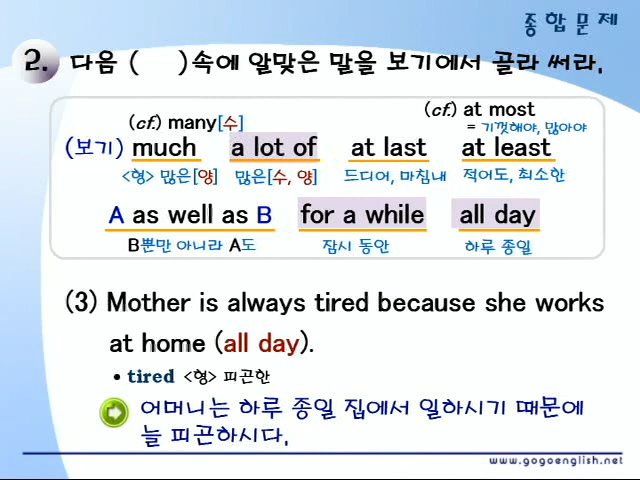 종합문제
2. 다음 (    )속에 알맞은 말을 보기에서 골라 써라.
(cf.) many[수]
(cf.) at most
= 기껏해야, 많아야
(보기) much a lot of at last at least
<형> 많은[양] 많은[수, 양] 드디어, 마침내 적어도, 최소한
A as well as B for a while all day
B뿐만 아니라 A도 잠시 동안 하루 종일
(3) Mother is always tired because she works
at home (all day).
• tired <형> 피곤한
어머니는 하루 종일 집에서 일하시기 때문에
늘 피곤하시다.
www.gogoenglish.net